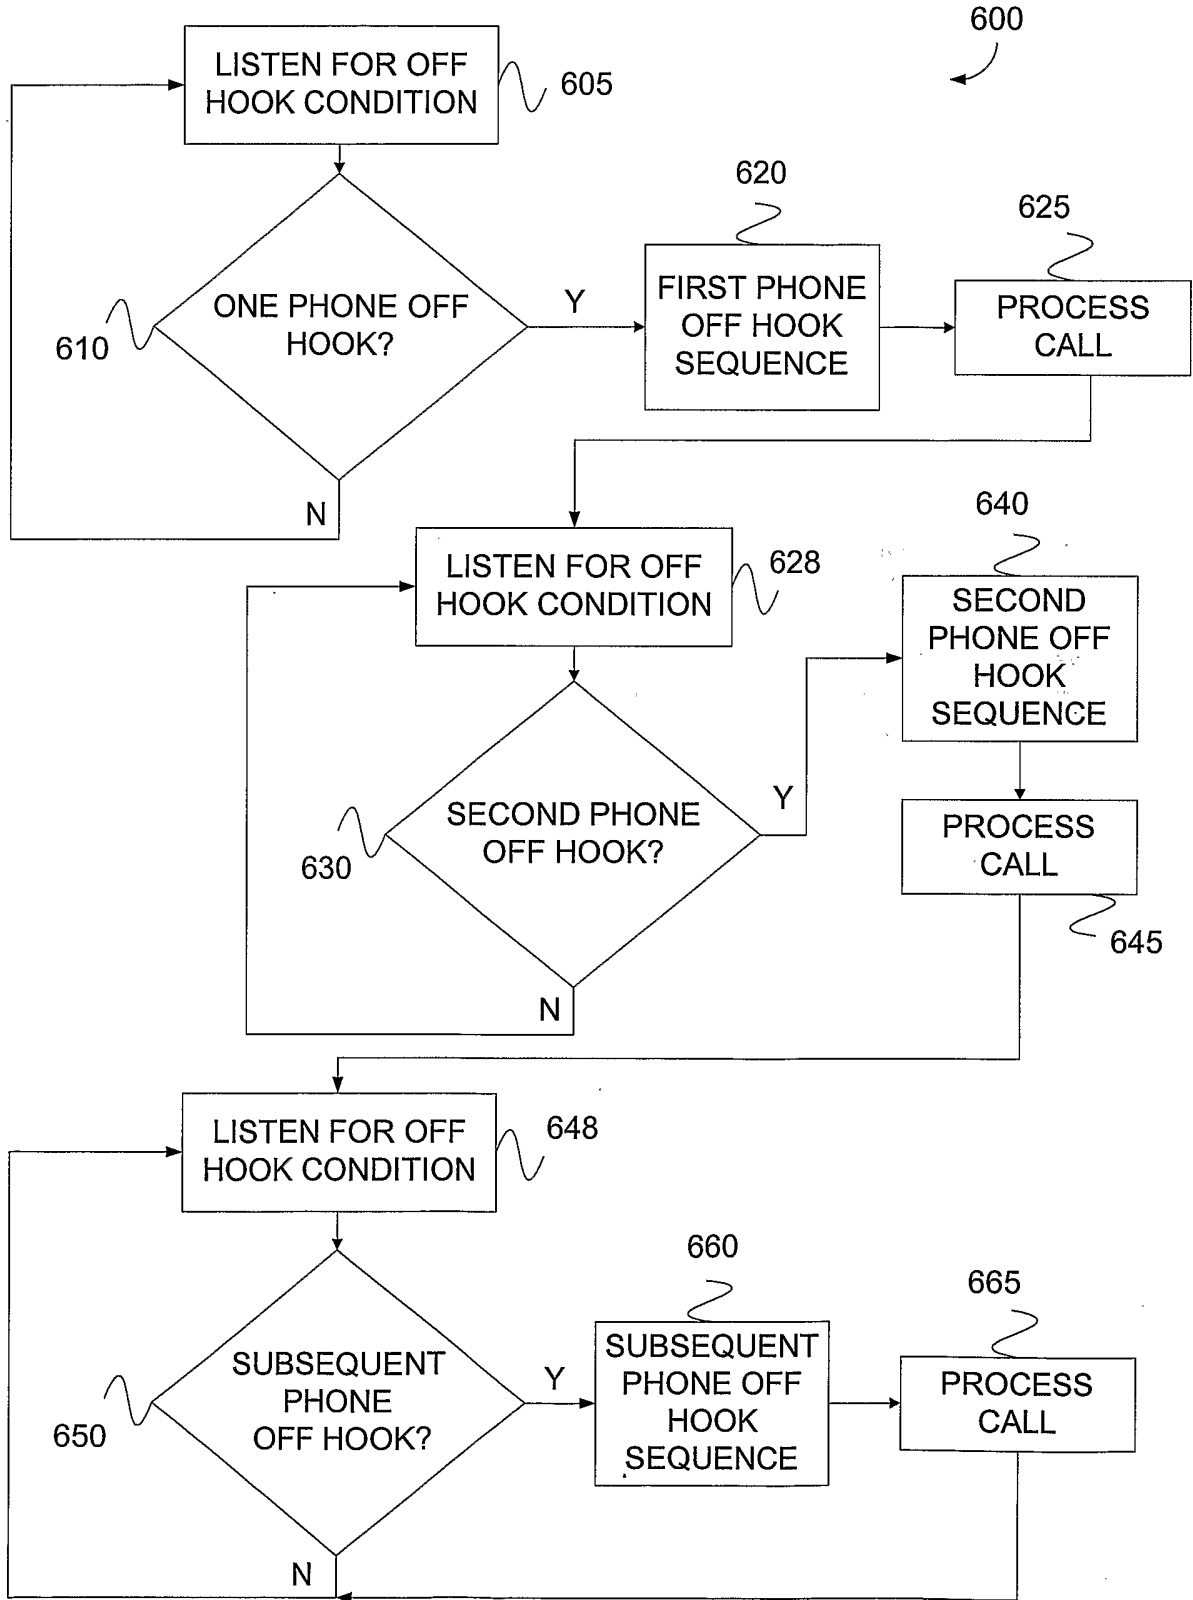 600
LISTEN FOR OFF
HOOK CONDITION
605
620
625
ONE PHONE OFF
HOOK?
610
Y
FIRST PHONE
OFF HOOK
SEQUENCE
PROCESS
CALL
N
640
LISTEN FOR OFF
HOOK CONDITION
628
SECOND
PHONE OFF
HOOK
SEQUENCE
SECOND PHONE
OFF HOOK?
630
Y
PROCESS
CALL
645
N
LISTEN FOR OFF
HOOK CONDITION
648
660
665
SUBSEQUENT
PHONE
OFF HOOK?
650
Y
SUBSEQUENT
PHONE OFF
HOOK
SEQUENCE
PROCESS
CALL
N